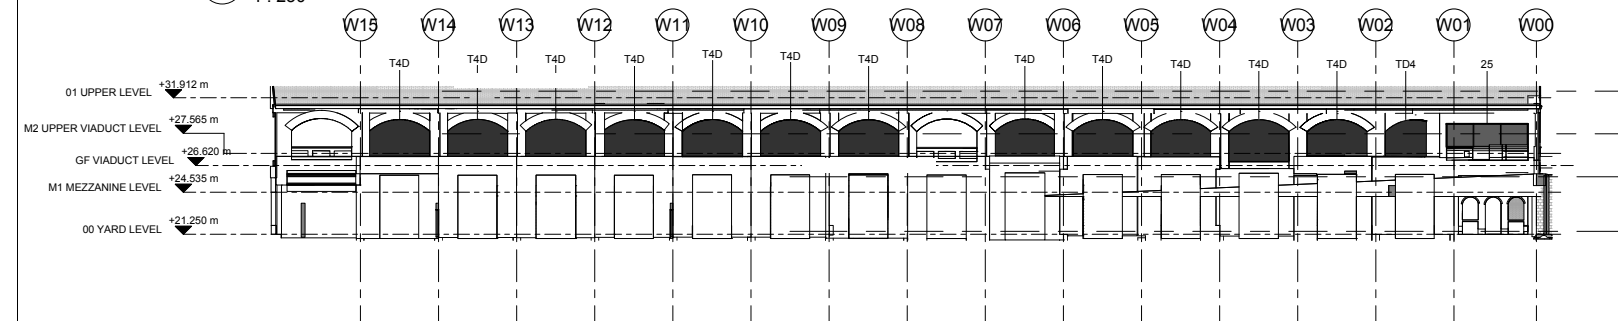 W15 W14 W13 W12 W11 W10 W09 W08 W07 W06 W05 W04 W03 W02 W01 W00
T4D T4D T4D T4D T4D T4D T4D T4D T4D T4D T4D T4D TD4 25
01 UPPER LEVEL +31.912 m
M2 UPPER VIADUCT LEVEL +27.565 m
GF VIADUCT LEVEL +26.620 m
M1 MEZZANINE LEVEL +24.535 m
00 YARD LEVEL +21.250 m